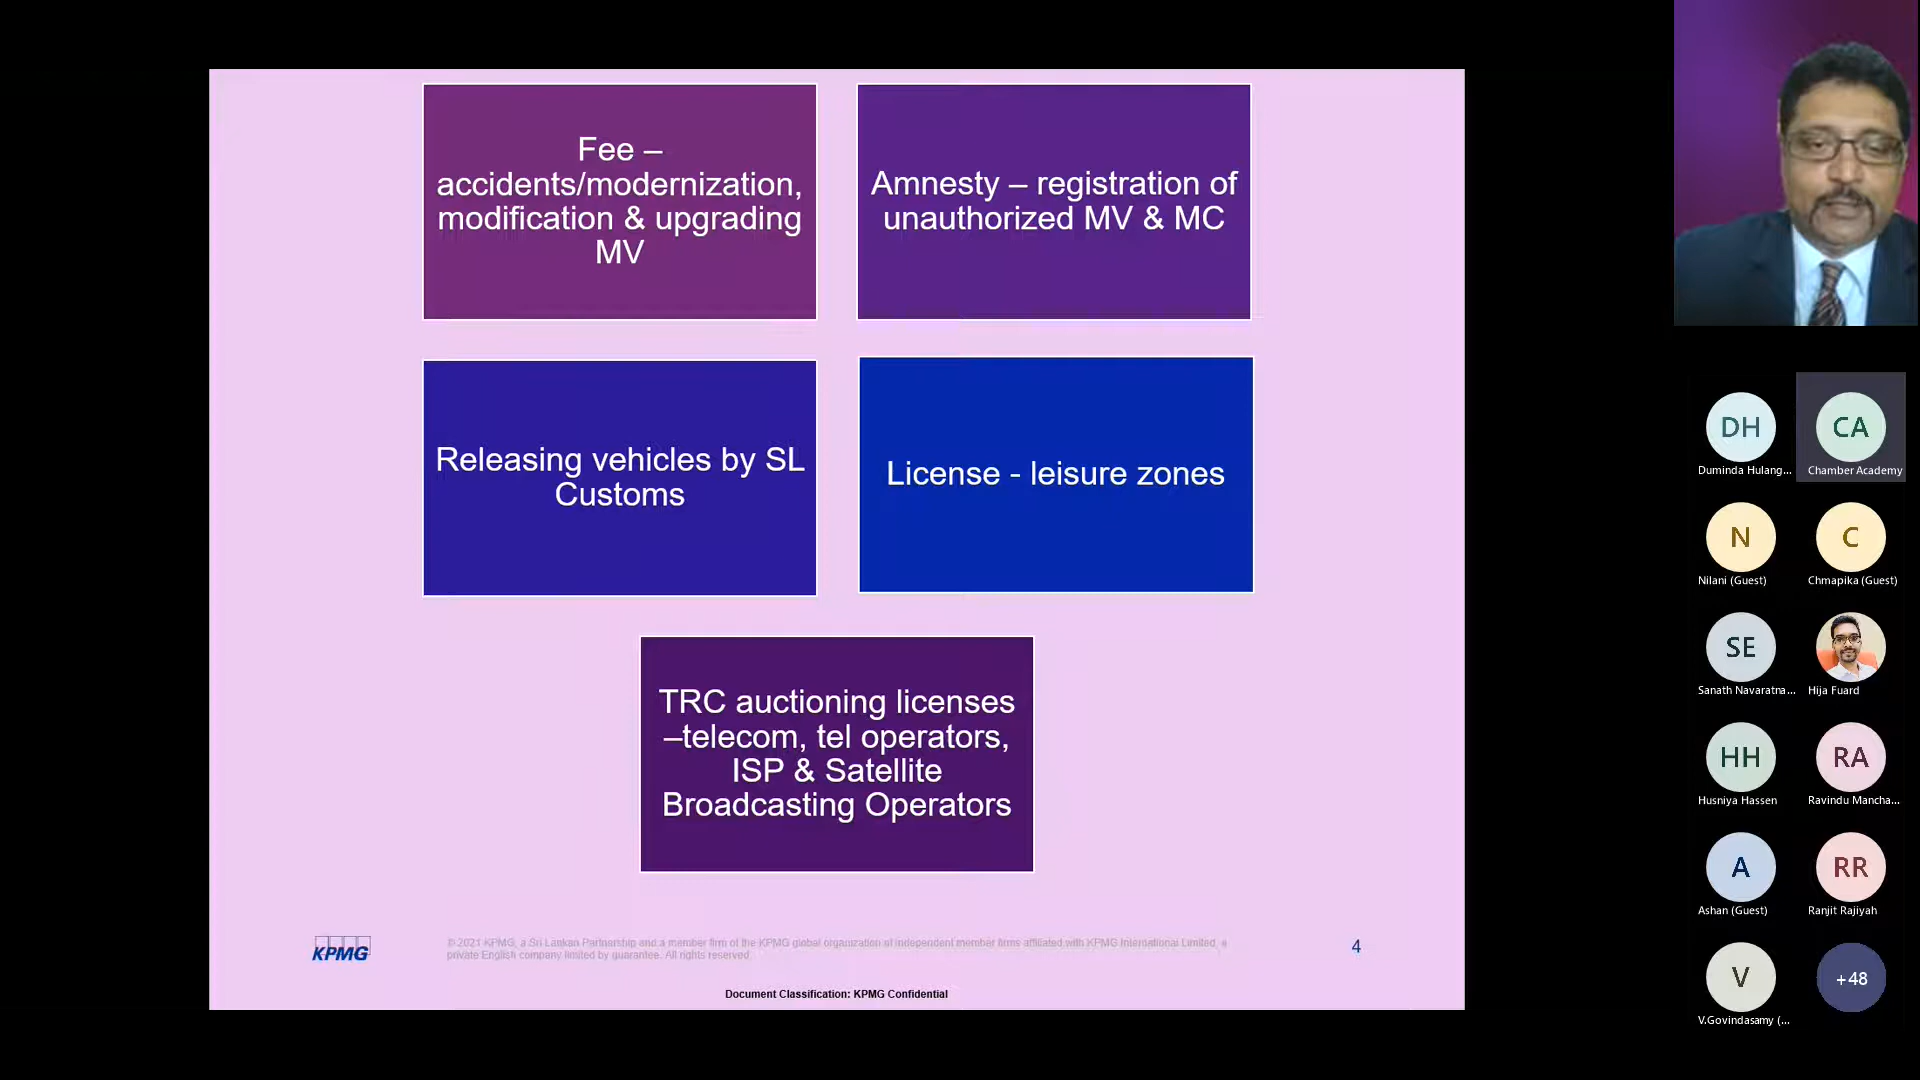 Fee –
accidents/modernization,
modification & upgrading
MV
Amnesty – registration of
unauthorized MV & MC
Releasing vehicles by SL
Customs
License - leisure zones
TRC auctioning licenses
–telecom, tel operators,
ISP & Satellite
Broadcasting Operators
KPMG
© 2021 KPMG, a Sri Lankan Partnership and a member firm of the KPMG global organization of independent member firms affiliated with KPMG International Limited, a
private English company limited by guarantee. All rights reserved.
4
Document Classification: KPMG Confidential
DH
Duminda Hulang...
CA
Chamber Academy
N
Nilani (Guest)
C
Chmapika (Guest)
SE
Sanath Navaratna...
Hija Fuard
HH
Husniya Hassen
RA
Ravindu Mancha...
A
Ashan (Guest)
RR
Ranjit Rajiyah
V
V.Govindasamy (...
+48